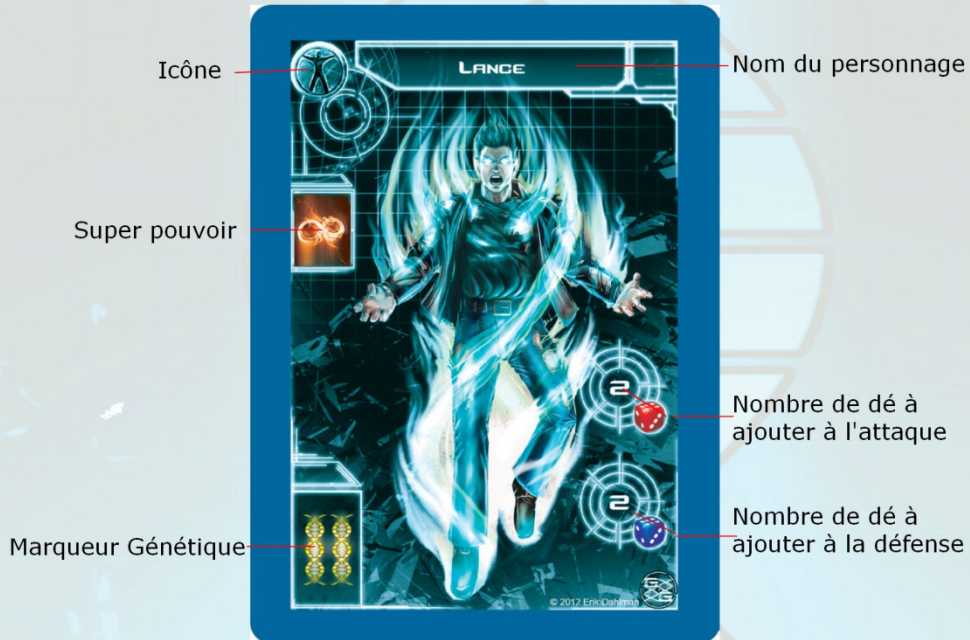 Icône
LANCE
Nom du personnage
Super pouvoir
2
Nombre de dé à
ajouter à l'attaque
2
Nombre de dé à
ajouter à la défense
Marqueur Génétique
© 2012 Erik Dahlman
G
G